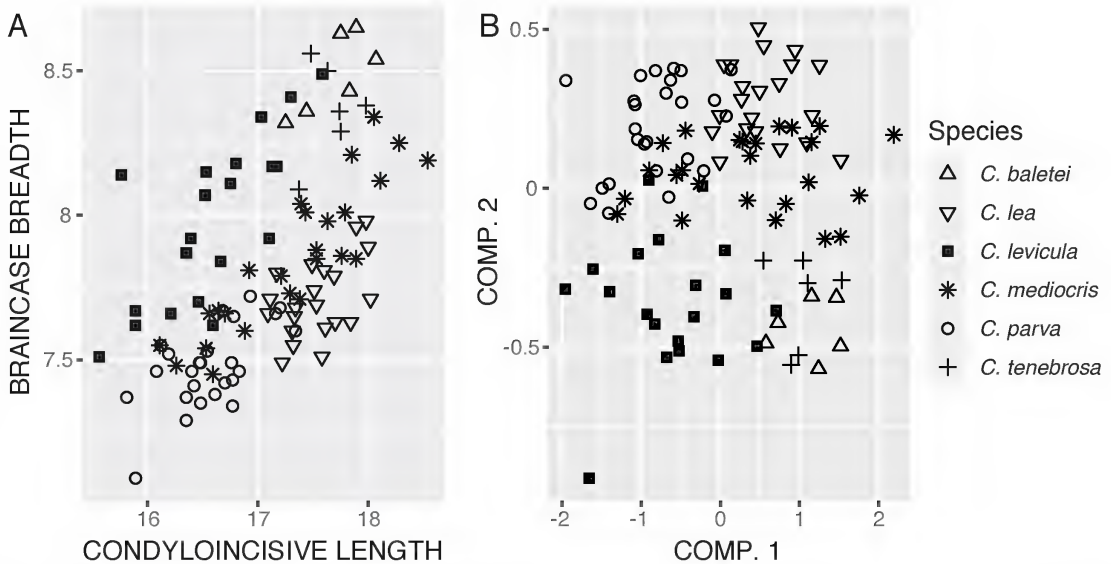 A
BRAINCASE BREADTH
8.5
8
7.5
16 17 18
CONDYLOINCISIVE LENGTH
B
COMP. 2
0.5
0
-0.5
-2 -1 0 1 2
COMP. 1
Species
C. baletei
C. lea
C. levicula
C. mediocris
C. parva
C. tenebrosa